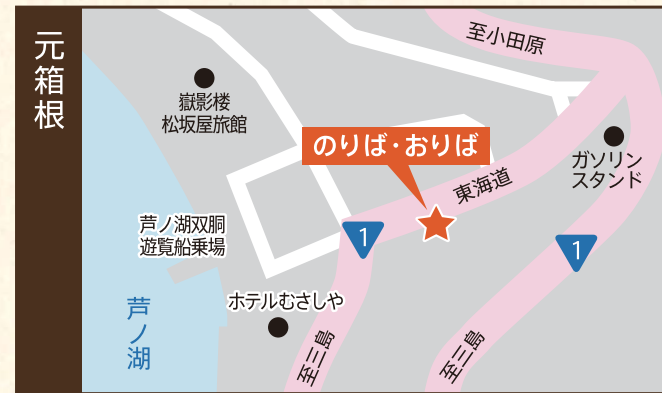 元箱根
至小田原
嶽影楼
松坂屋旅館
のりば・おりば
ガソリン
スタンド
東海道
芦ノ湖双胴
遊覧船乗場
1
1
ホテルむさしや
芦ノ湖
至三島
至三島